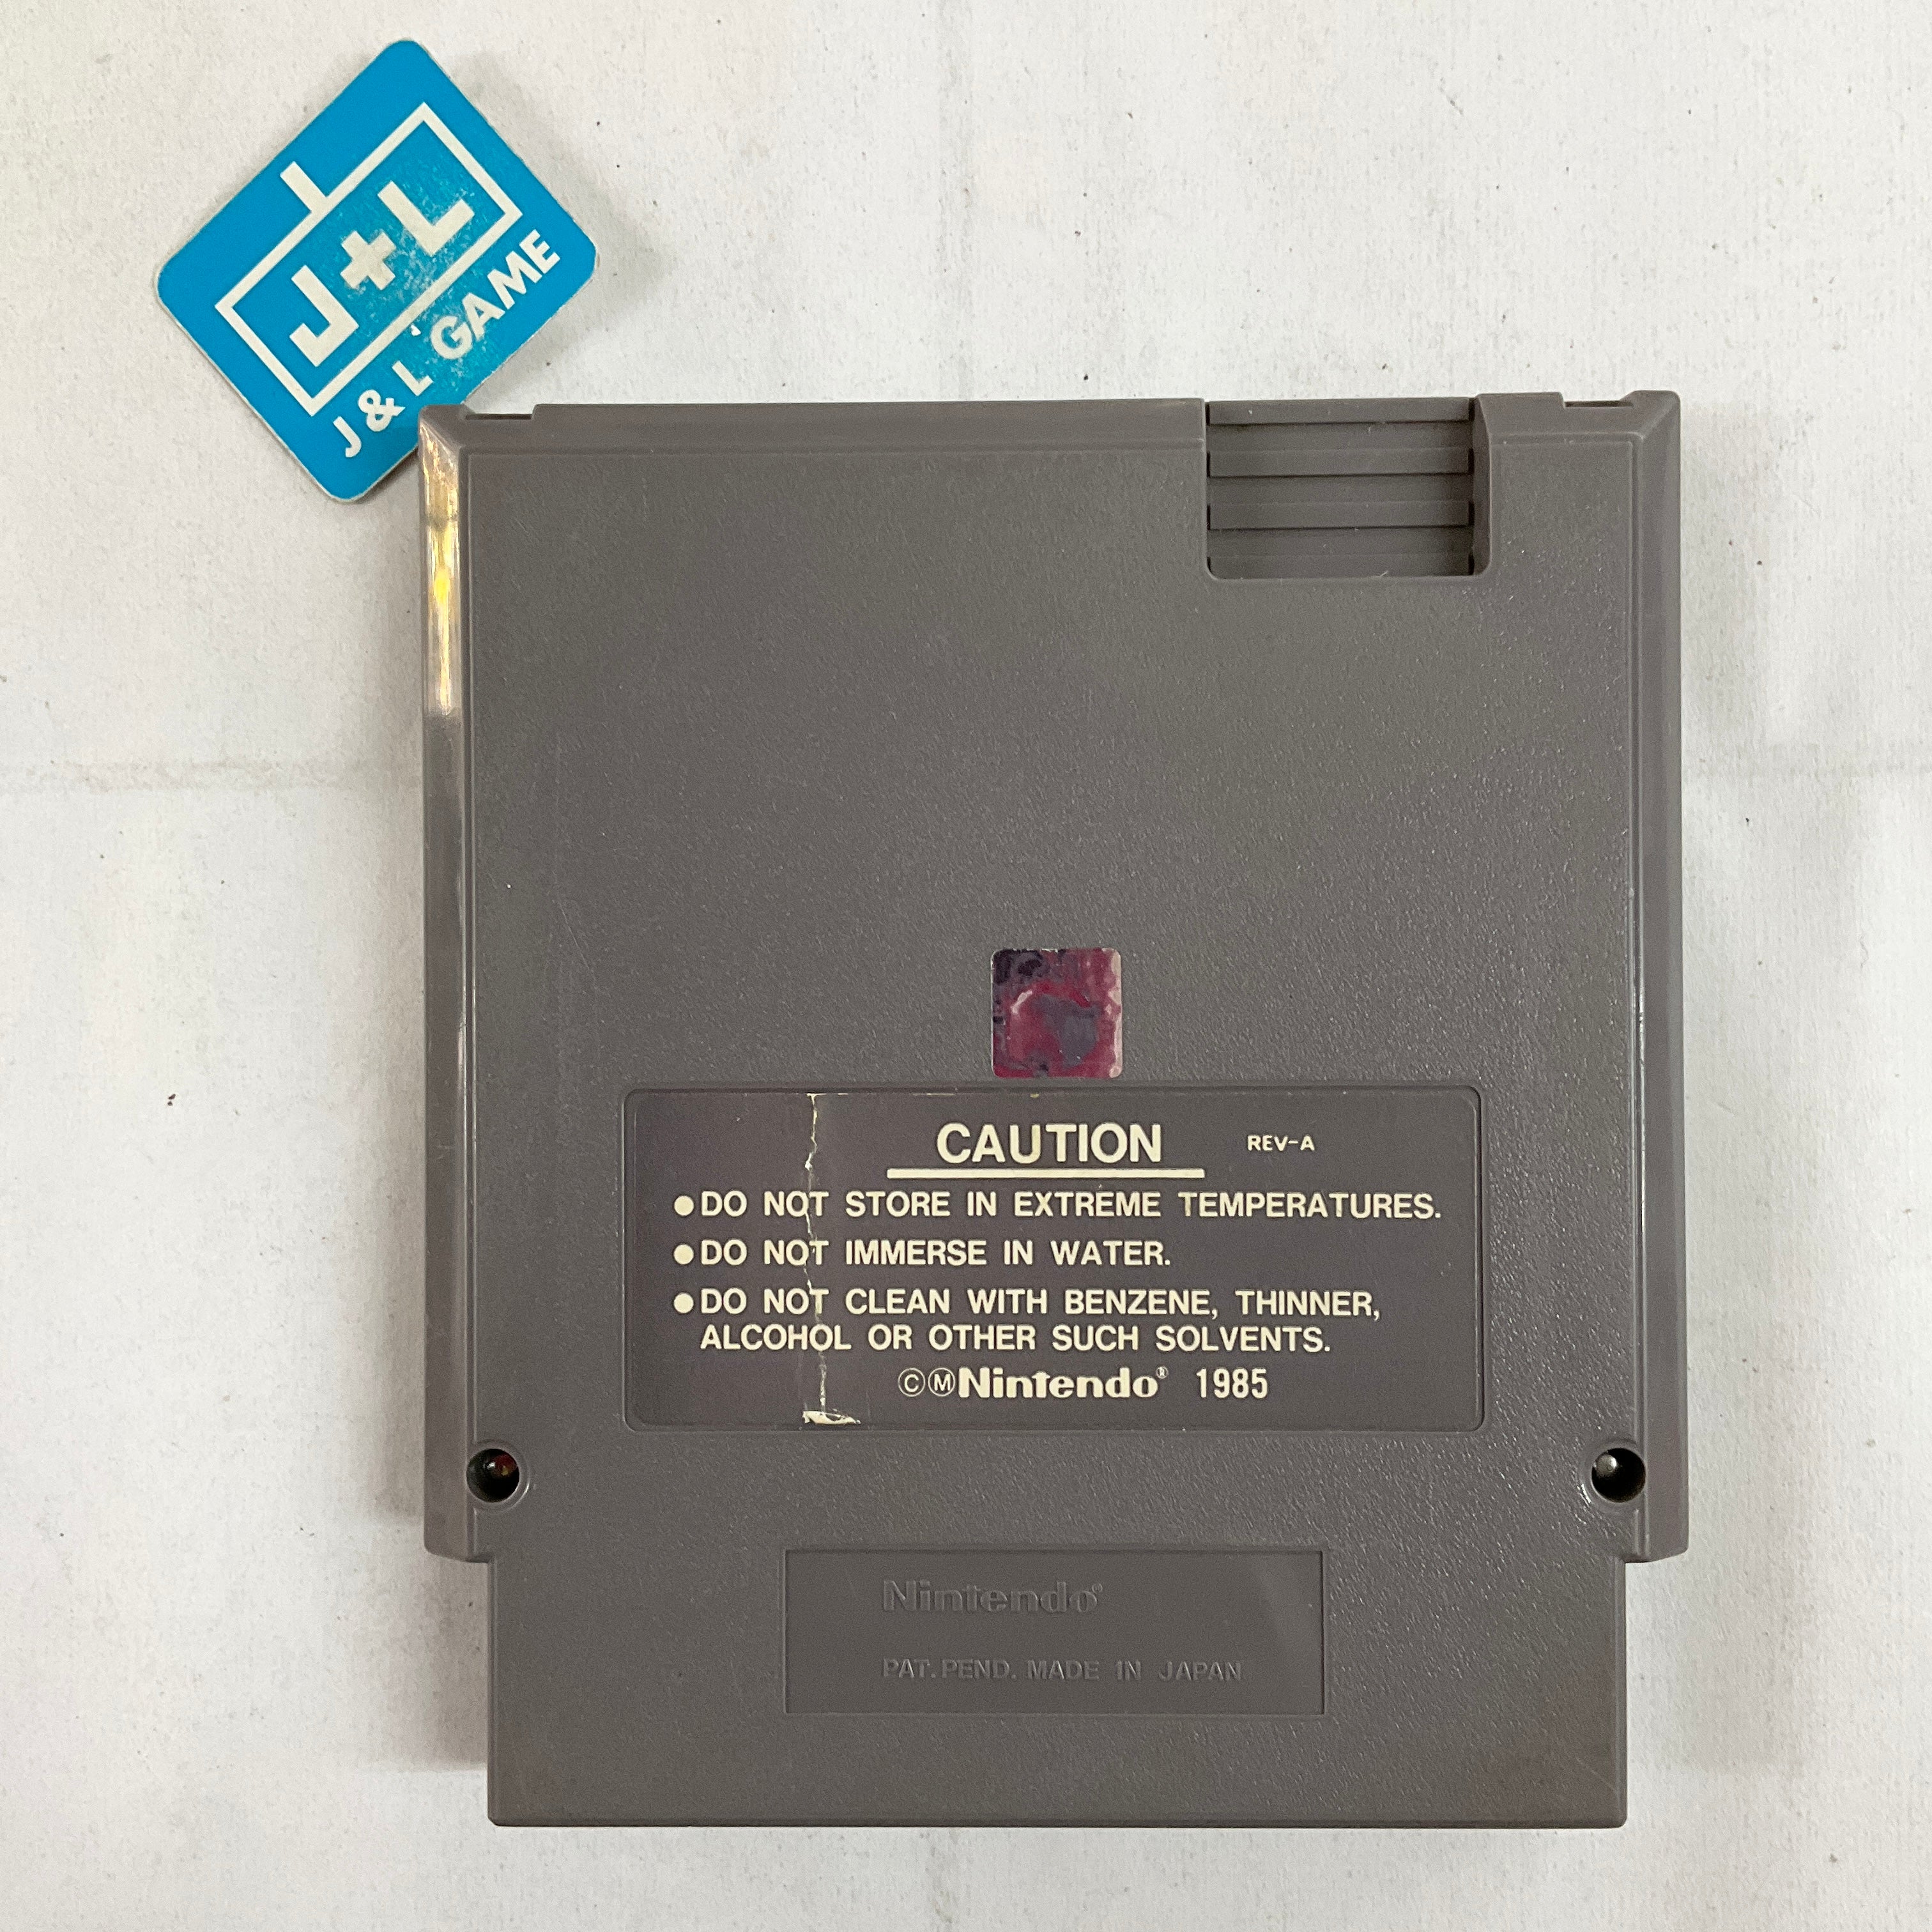 J+L
J & L GAME
CAUTION REV-A
●DO NOT STORE IN EXTREME TEMPERATURES.
●DO NOT IMMERSE IN WATER.
●DO NOT CLEAN WITH BENZENE, THINNER,
ALCOHOL OR OTHER SUCH SOLVENTS.
©ⓂNintendo® 1985
Nintendo®
PAT. PEND. MADE IN JAPAN